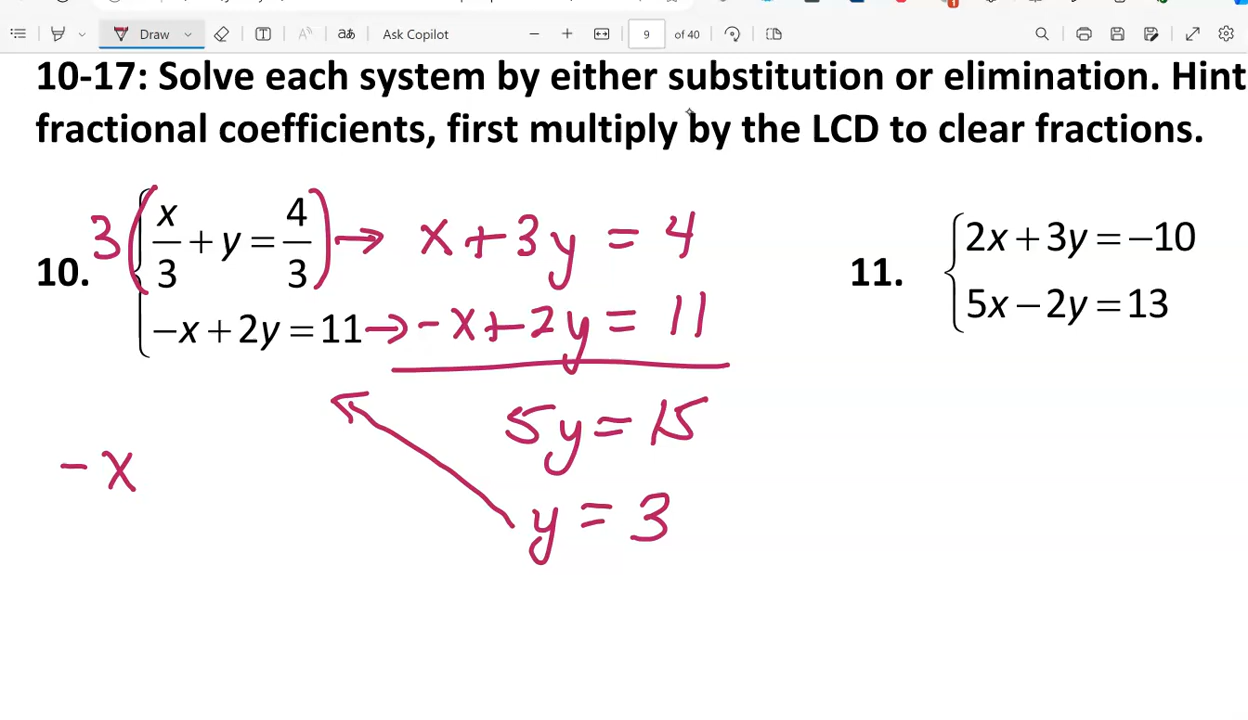 Draw
Ask Copilot
9 of 40
10-17: Solve each system by either substitution or elimination. Hint
fractional coefficients, first multiply by the LCD to clear fractions.
10. 3 ( x/3 + y = 4/3 ) → x + 3y = 4
−x + 2y = 11 → -x + 2y = 11
5y = 15
- x
y = 3
11. 2x + 3y = −10
5x − 2y = 13